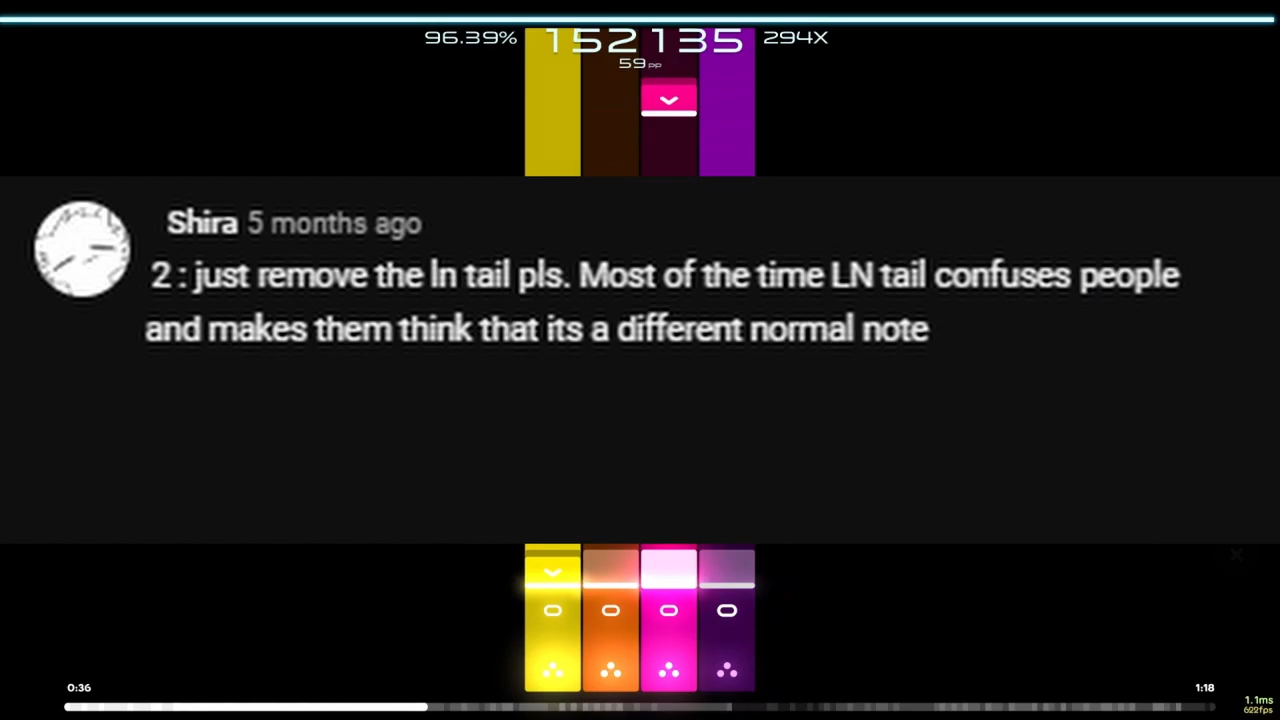 96.39% 152135 294X
59PP
Shira 5 months ago
2 : just remove the ln tail pls. Most of the time LN tail confuses people
and makes them think that its a different normal note
0:36
1:18
1.1ms
622fps